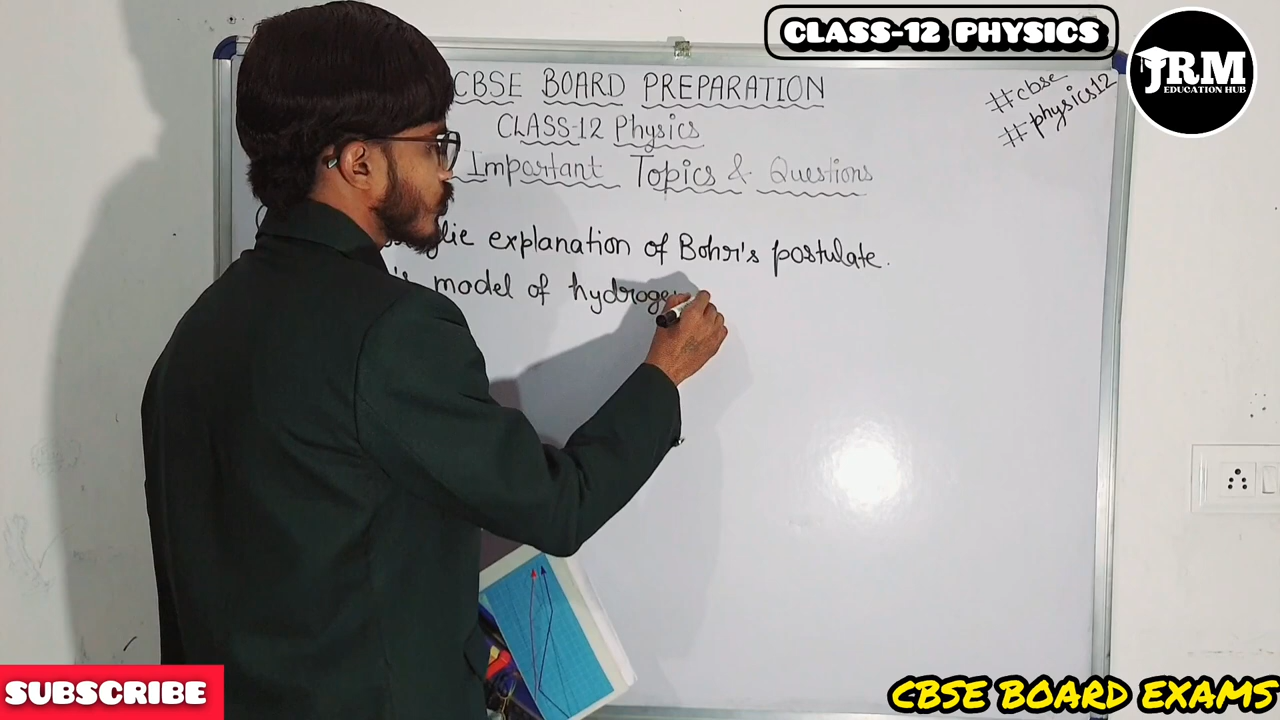 CLASS-12 PHYSICS
JRM
EDUCATION HUB
CBSE BOARD PREPARATION
#cbse
#physics12
CLASS-12 Physics
Important Topics & Questions
explanation of Bohr's postulate.
model of hydrogen
SUBSCRIBE
CBSE BOARD EXAMS